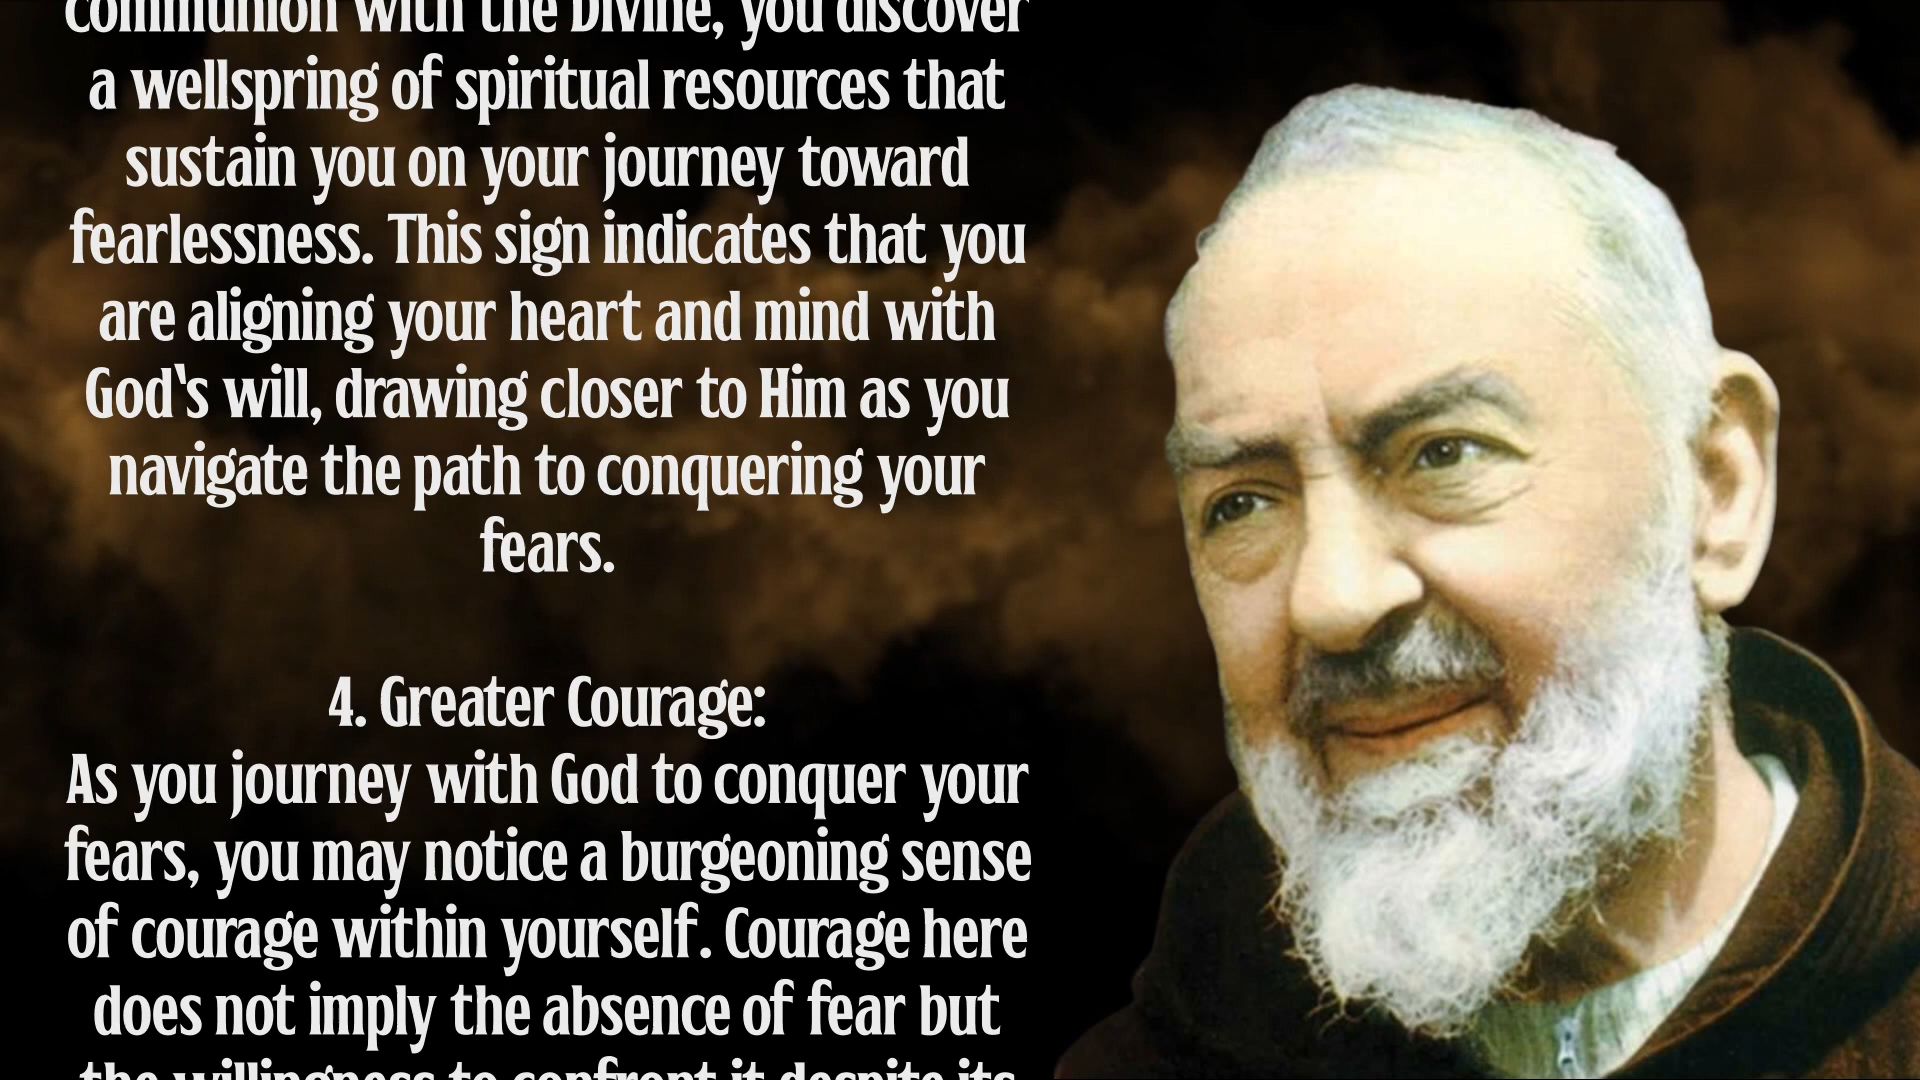 communion with the Divine, you discover
a wellspring of spiritual resources that
sustain you on your journey toward
fearlessness. This sign indicates that you
are aligning your heart and mind with
God's will, drawing closer to Him as you
navigate the path to conquering your
fears.
4. Greater Courage:
As you journey with God to conquer your
fears, you may notice a burgeoning sense
of courage within yourself. Courage here
does not imply the absence of fear but
the willingness to confront it despite its